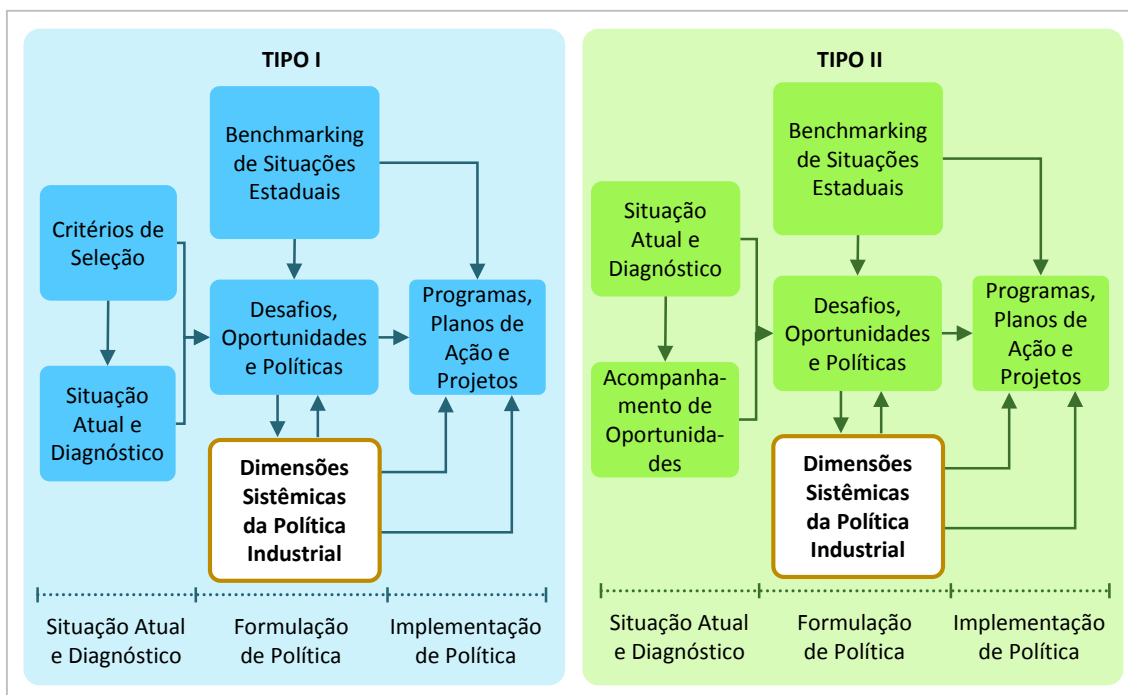 TIPO I
Benchmarking
de Situações
Estaduais
Critérios de
Seleção
Desafios,
Oportunidades
e Políticas
Programas,
Planos de
Ação e
Projetos
Situação
Atual e
Diagnóstico
Dimensões
Sistêmicas
da Política
Industrial
Situação Atual
e Diagnóstico
Formulação
de Política
Implementação
de Política
TIPO II
Benchmarking
de Situações
Estaduais
Situação
Atual e
Diagnóstico
Desafios,
Oportunidades
e Políticas
Programas,
Planos de
Ação e
Projetos
Acompanha-
mento de
Oportunida-
des
Dimensões
Sistêmicas
da Política
Industrial
Situação Atual
e Diagnóstico
Formulação
de Política
Implementação
de Política